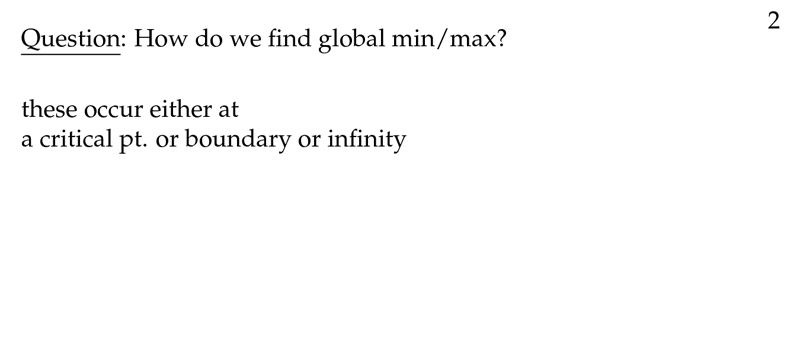 2
Question: How do we find global min/max?
these occur either at
a critical pt. or boundary or infinity